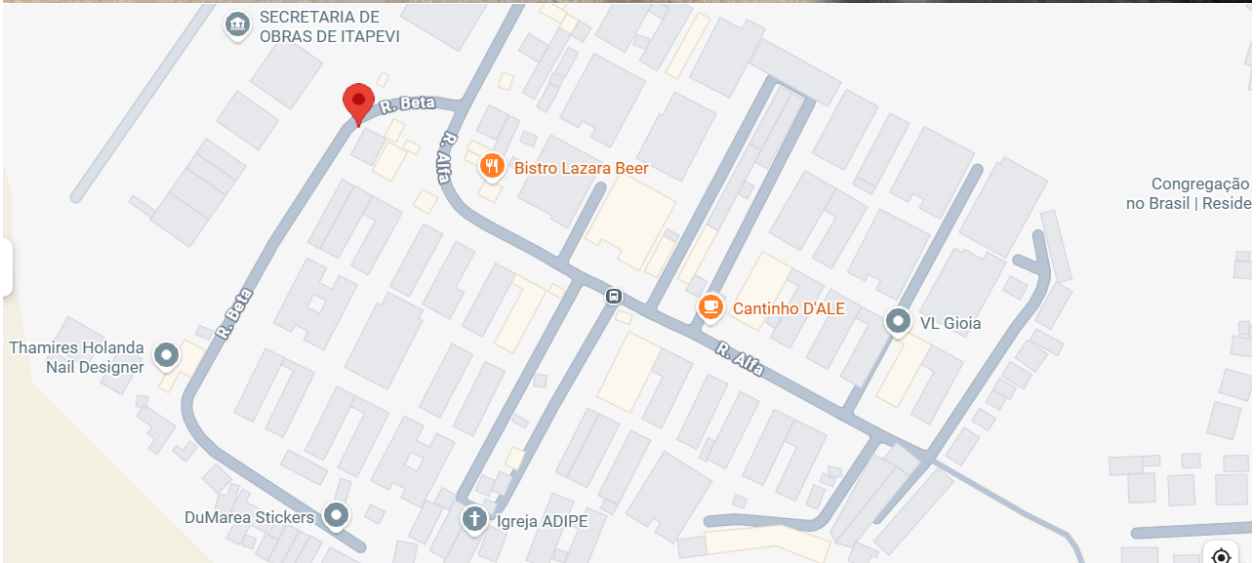 SECRETARIA DE
OBRAS DE ITAPEVI
R. Beta
R. Alfa
Bistro Lazara Beer
Congregação
no Brasil | Reside
R. Beta
Cantinho D'ALE
VL Gioia
Thamires Holanda
Nail Designer
R. Alfa
DuMarea Stickers
Igreja ADIPE